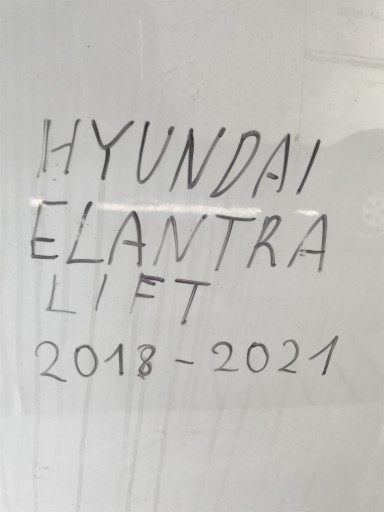 HYUNDAI
ELANTRA
LIFT
2018-2021